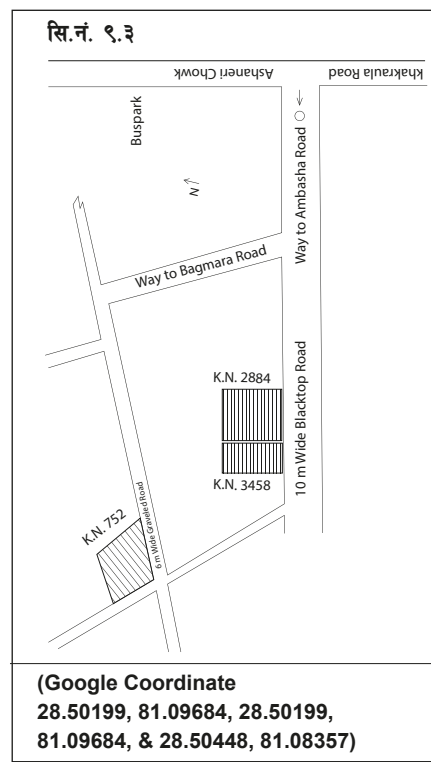 सि.नं. ९.३
Ashaneri Chowk
khakraula Road
Buspark
N
Way to Ambasha Road
Way to Bagmara Road
K.N. 2884
10 m Wide Blacktop Road
K.N. 3458
6 m Wide Graveled Road
K.N. 752
(Google Coordinate
28.50199, 81.09684, 28.50199,
81.09684, & 28.50448, 81.08357)